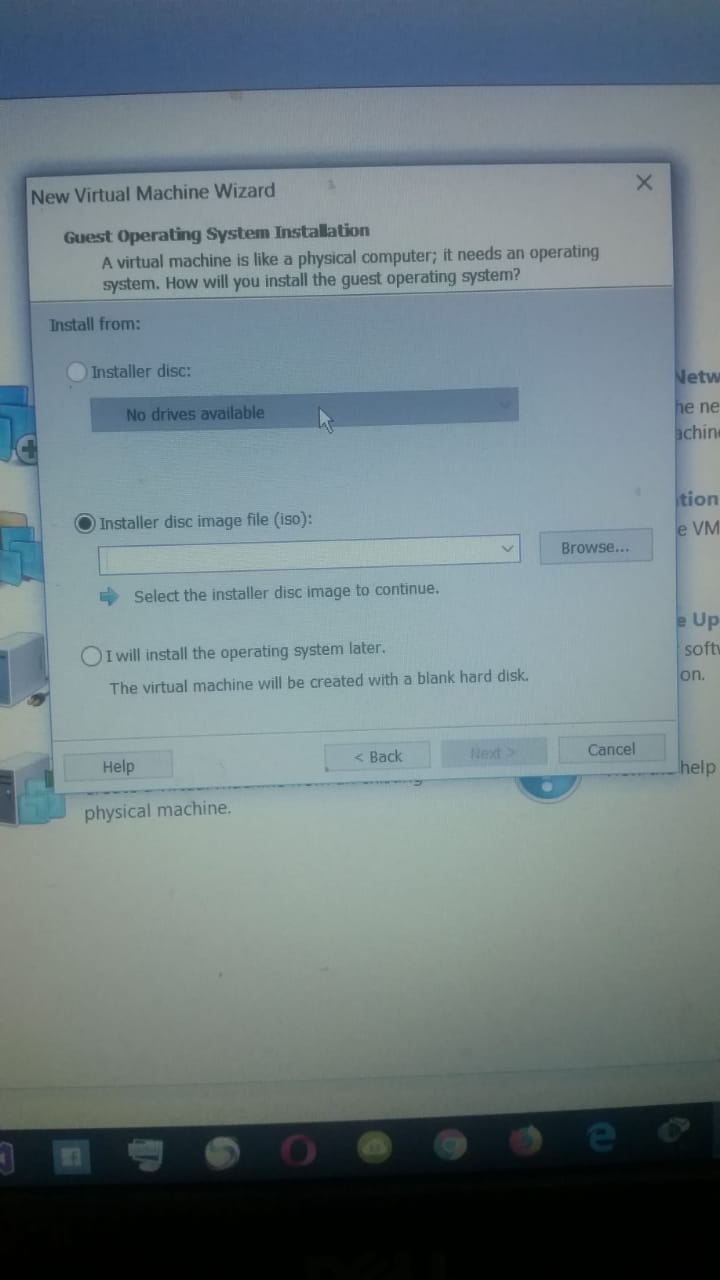 New Virtual Machine Wizard
Guest Operating System Installation
A virtual machine is like a physical computer; it needs an operating
system. How will you install the guest operating system?
Install from:
Installer disc:
No drives available
Installer disc image file (iso):
Browse...
Select the installer disc image to continue.
I will install the operating system later.
The virtual machine will be created with a blank hard disk.
Help
< Back
Next >
Cancel
physical machine.
Netw
he ne
achine
tion
e VM
e Up
softw
on.
help